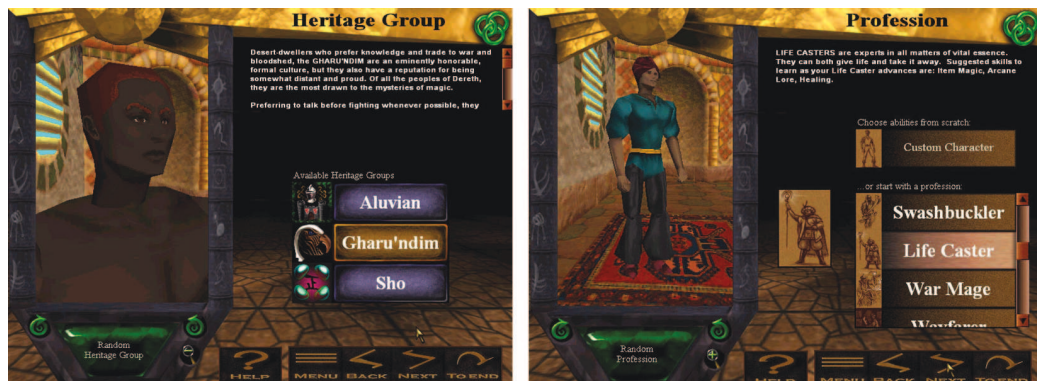 Heritage Group
Desert-dwellers who prefer knowledge and trade to war and
bloodshed, the GHARU'NDIM are an eminently honorable,
formal culture, but they also have a reputation for being
somewhat distant and proud. Of all the peoples of Dereth,
they are the most drawn to the mysteries of magic.
Preferring to talk before fighting whenever possible, they
Available Heritage Groups
Aluvian
Gharu'ndim
Sho
Random
Heritage Group
HELP
MENU
BACK
NEXT
TO END
Profession
LIFE CASTERS are experts in all matters of vital essence.
They can both give life and take it away. Suggested skills to
learn as your Life Caster advances are: Item Magic, Arcane
Lore, Healing.
Choose abilities from scratch:
Custom Character
...or start with a profession:
Swashbuckler
Life Caster
War Mage
Wayfarer
Random
Profession
HELP
MENU
BACK
NEXT
TO END